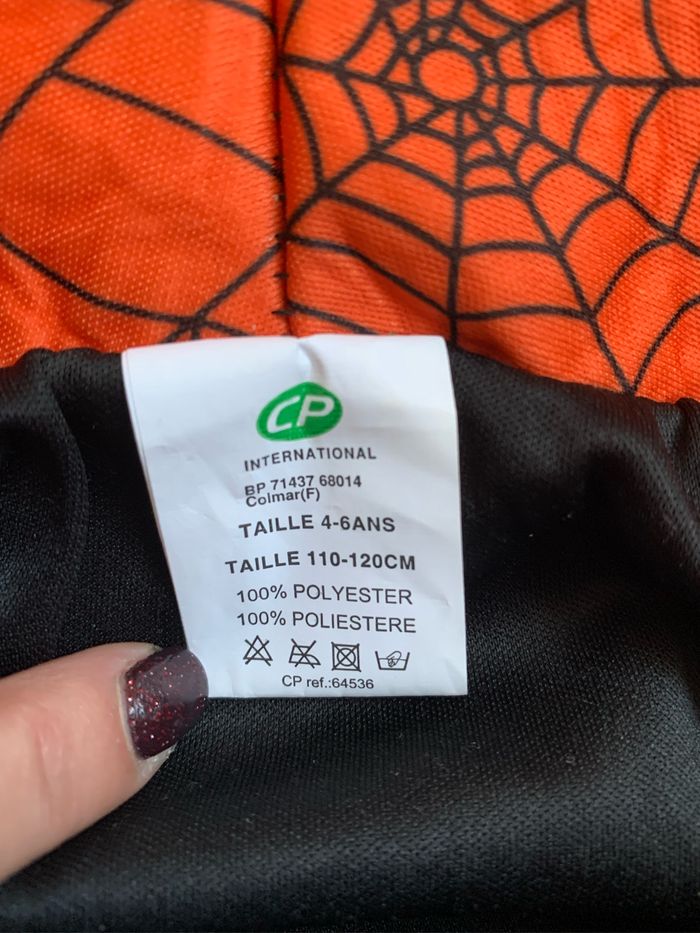 CP
INTERNATIONAL
BP 71437 68014
Colmar(F)
TAILLE 4-6ANS
TAILLE 110-120CM
100% POLYESTER
100% POLIESTERE
CP ref.:64536